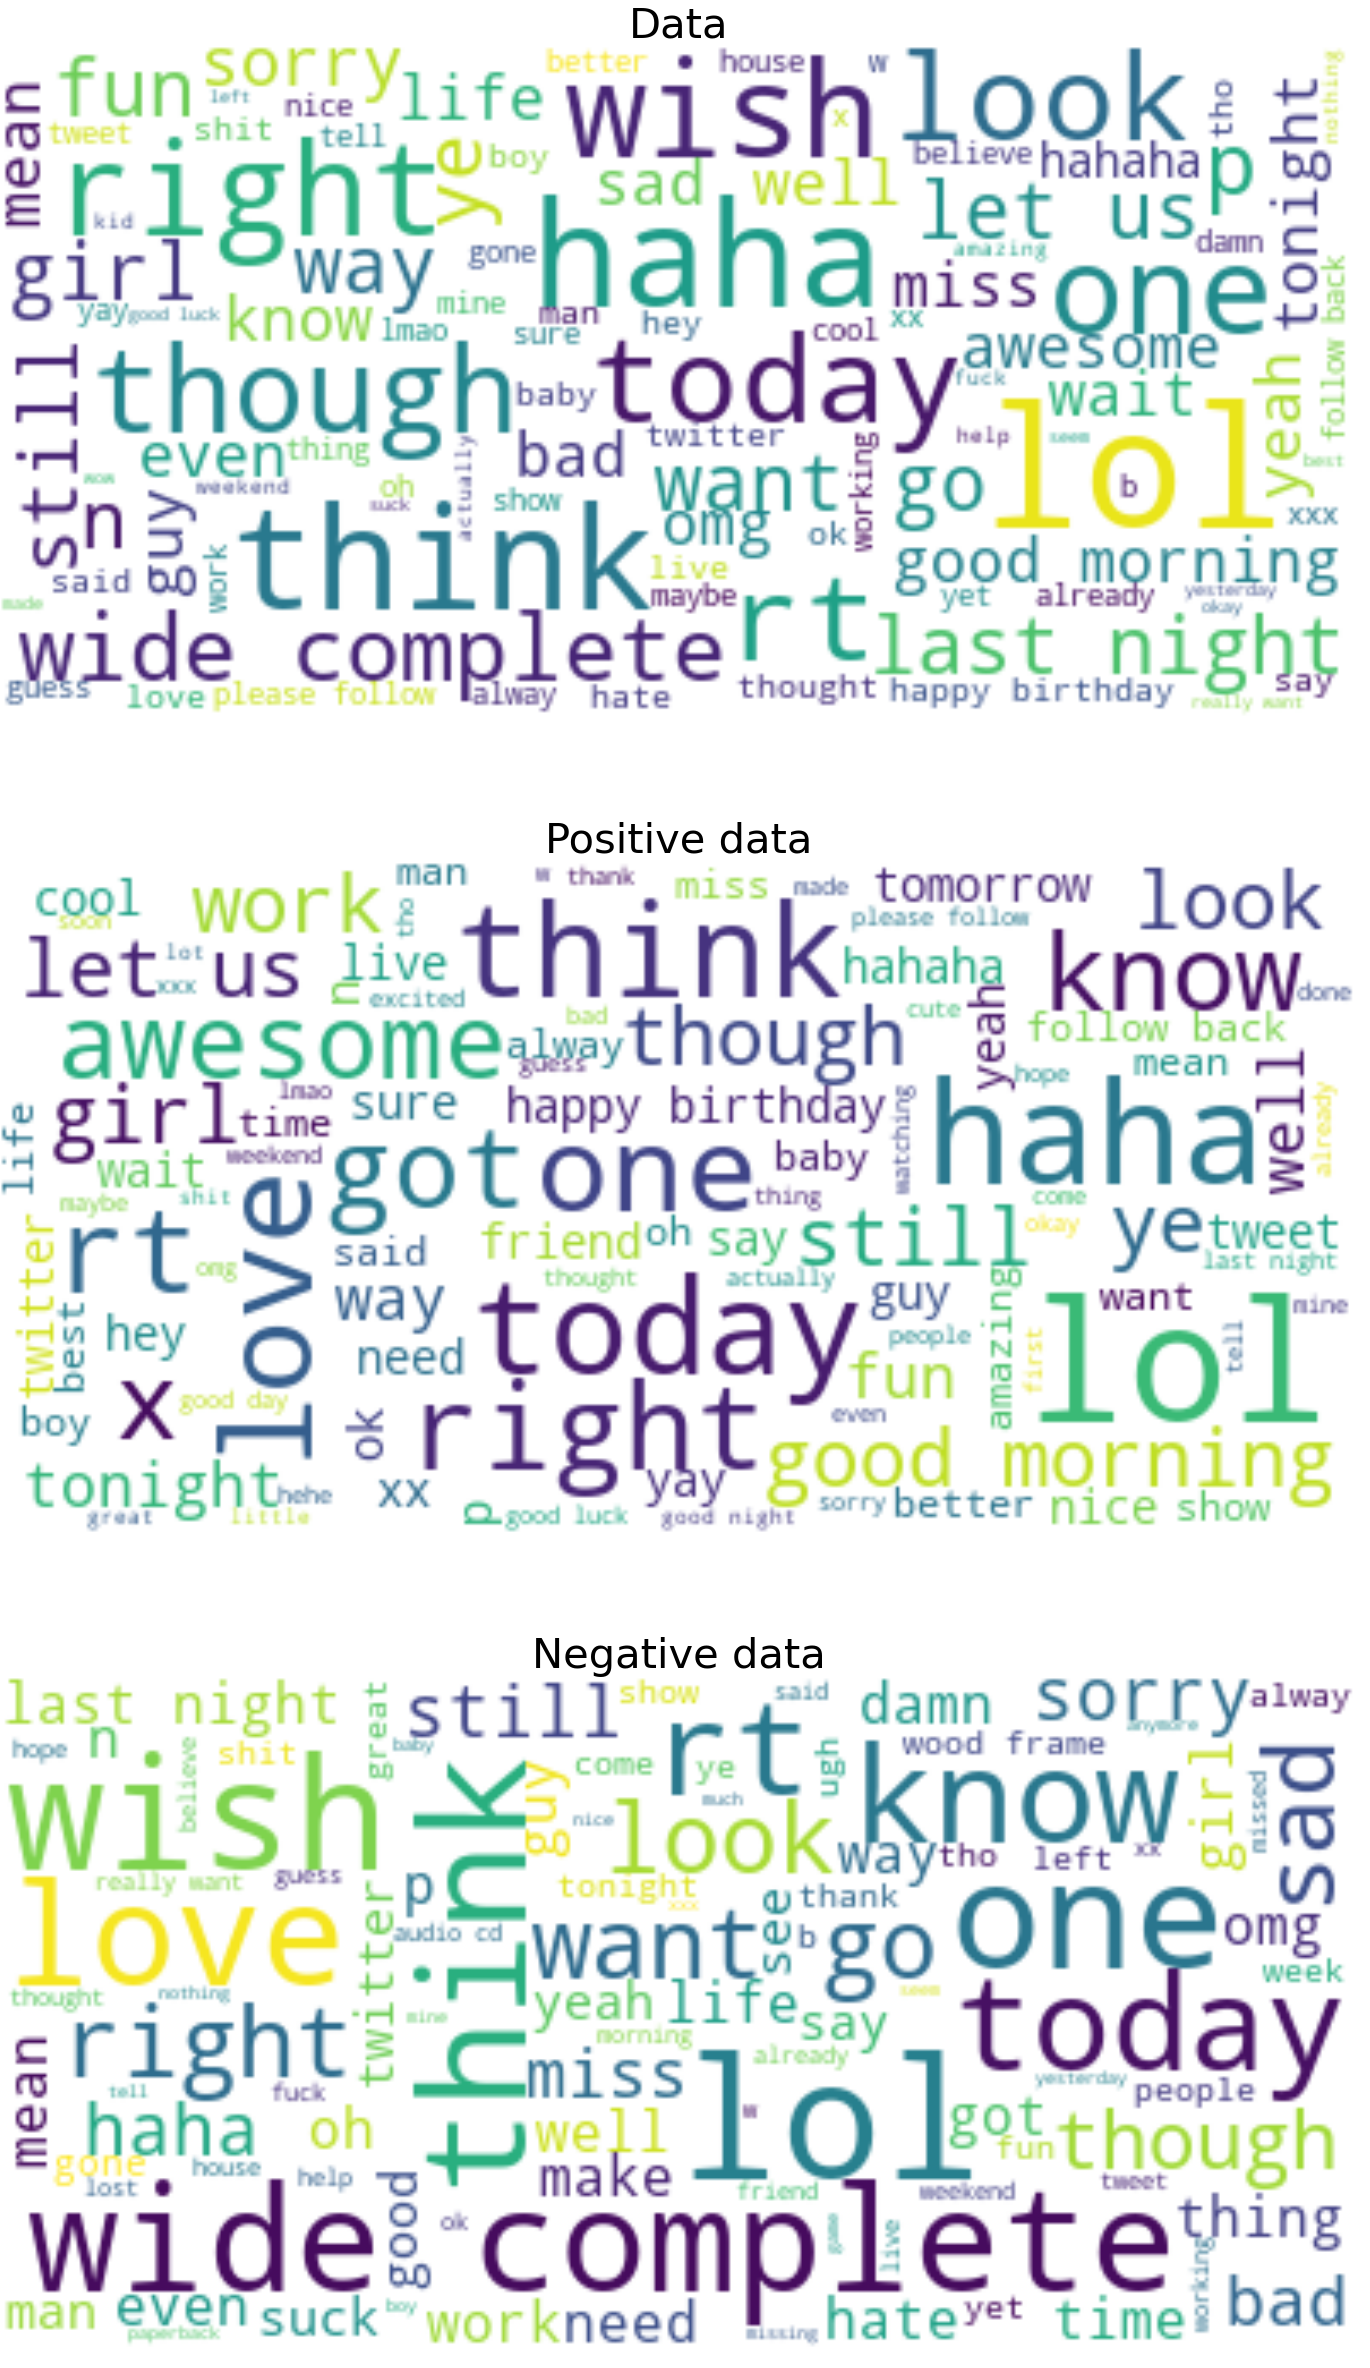 Data
sorry better house w look nothing
fun left nice life wish x tho tonight
mean tweet shit tell believe hahaha p
right ye boy sad well let us
kid haha amazing damn
girl way gone miss one
yay good luck know mine man hey cool xx back
lmao sure awesome follow
still though baby today fuck wait yeah
even thing actually bad twitter working help seem lol best
wow weekend oh suck show want go b
n guy think omg ok xxx
said work live good morning
made maybe rt yet already yesterday okay
wide complete last night
guess love please follow alway hate thought happy birthday say
really want
Positive data
cool work man w thank miss made tomorrow look
soon tho think please follow
let us lot live hahaha know
xxx n excited cute yeah done
awesome bad alway though follow back
guess hope mean well
life girl lmao sure happy birthday watching haha already
time
wait weekend got one baby
maybe shit love thing come
twitter rt said friend oh say still okay ye tweet
omg thought actually last night
best way today guy amazing want mine
hey need people first lol tell
x good day fun
boy ok right even
tonight hehe xx yay good morning
great little p good luck good night sorry better nice show
Negative data
last night great still show said damn sorry alway
hope n shit baby rt wood frame anymore
wish believe think guy come ye ugh know girl missed sad
nice much
look way tho left xx
really want guess p tonight thank
love twitter audio cd xxx want see b go one omg
thought nothing seem week
right mine yeah life say today
mean morning
tell fuck miss already yesterday people
haha oh well lol got fun though
gone house help make w tweet
lost good friend weekend thing
wide complete
ok game live working
man even suck boy work need hate yet time bad
paperback missing